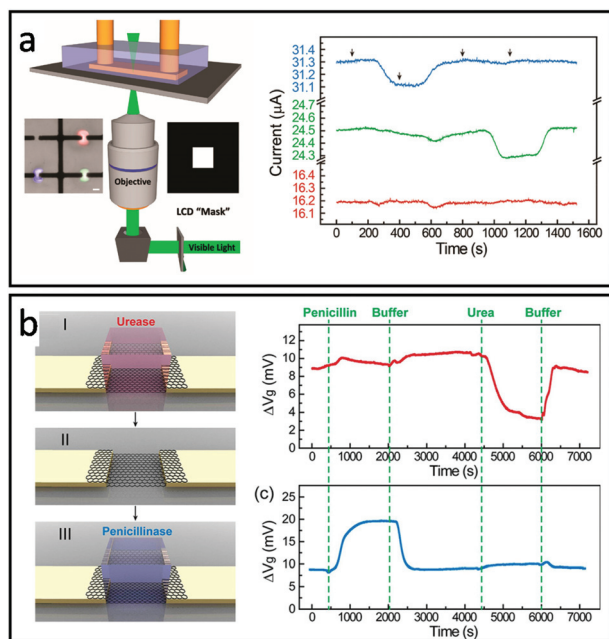 a
Objective
LCD "Mask"
Visible Light
Current (µA)
31.4
31.3
31.2
31.1
24.7
24.6
24.5
24.4
24.3
16.4
16.3
16.2
16.1
0 200 400 600 800 1000 1200 1400 1600
Time (s)
b
I
Urease
II
III
Penicillinase
Penicillin Buffer Urea Buffer
ΔVg (mV)
12
10
8
6
4
2
0 1000 2000 3000 4000 5000 6000 7000
Time (s)
(c)
ΔVg (mV)
25
20
15
10
5
0
0 1000 2000 3000 4000 5000 6000 7000
Time (s)